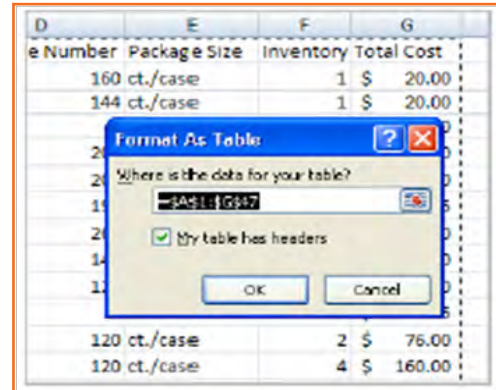 D E F G
e Number Package Size Inventory Total Cost
160 ct./case 1 $ 20.00
144 ct./case 1 $ 20.00
Format As Table
Where is the data for your table?
=$A$1:$G$47
My table has headers
OK Cancel
120 ct./case 2 $ 76.00
120 ct./case 4 $ 160.00